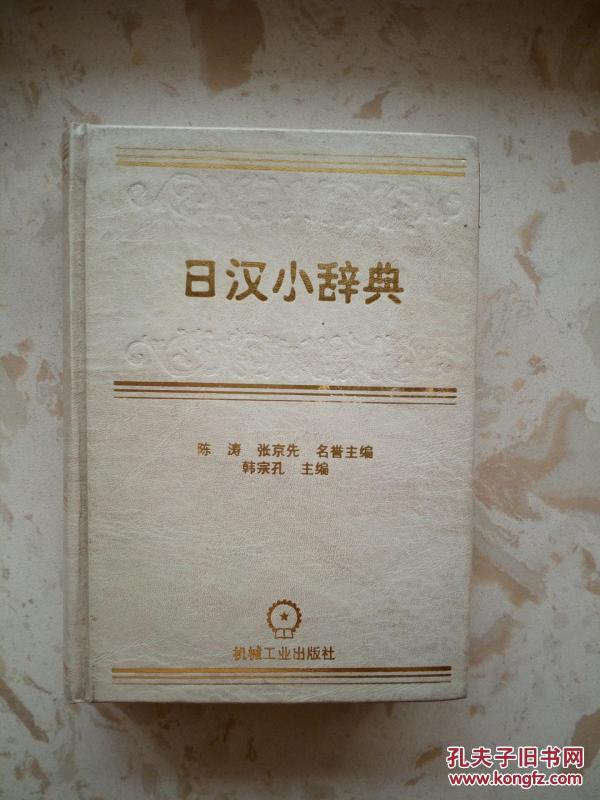 日汉小辞典
陈 涛 张京先 名誉主编
韩宗孔 主编
机械工业出版社
孔夫子旧书网
www.kongfz.com